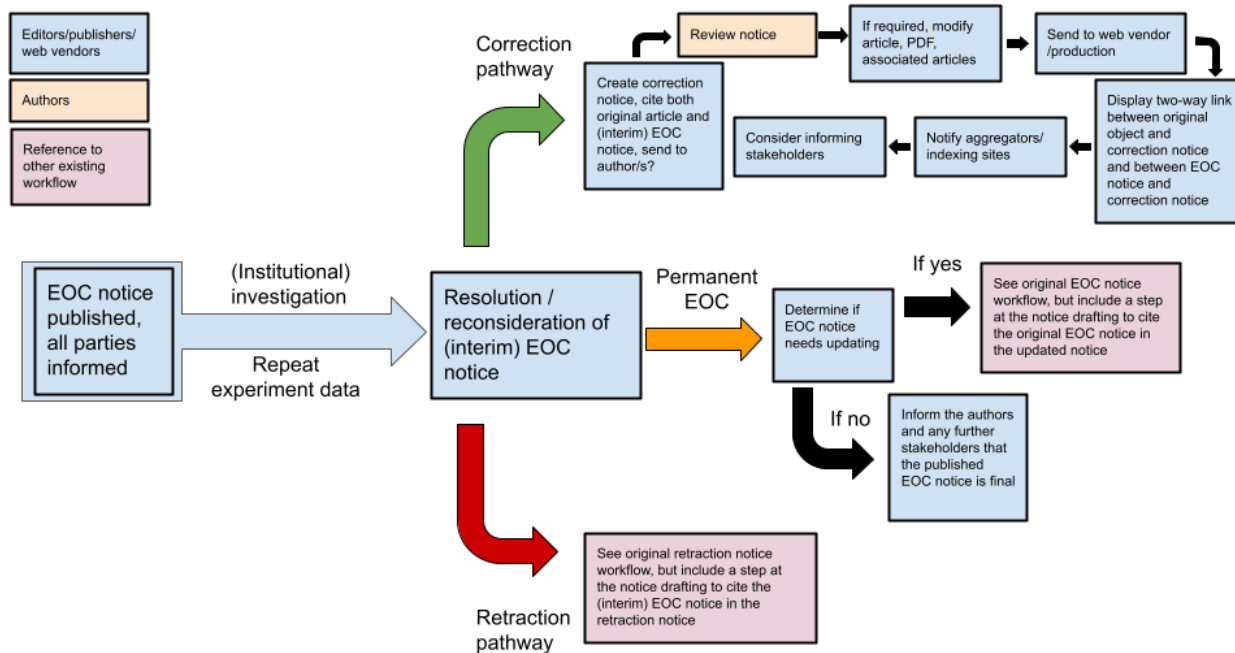 Editors/publishers/
web vendors
Authors
Reference to
other existing
workflow
Correction
pathway
Create correction
notice, cite both
original article and
(interim) EOC
notice, send to
author/s?
Review notice
If required, modify
article, PDF,
associated articles
Send to web vendor
/production
Display two-way link
between original
object and
correction notice
and between EOC
notice and
correction notice
Notify aggregators/
indexing sites
Consider informing
stakeholders
EOC notice
published,
all parties
informed
(Institutional)
investigation
Repeat
experiment data
Resolution /
reconsideration of
(interim) EOC
notice
Permanent
EOC
Determine if
EOC notice
needs updating
If yes
See original EOC notice
workflow, but include a step
at the notice drafting to cite
the original EOC notice in
the updated notice
If no
Inform the authors
and any further
stakeholders that
the published
EOC notice is final
Retraction
pathway
See original retraction notice
workflow, but include a step at
the notice drafting to cite the
(interim) EOC notice in the
retraction notice